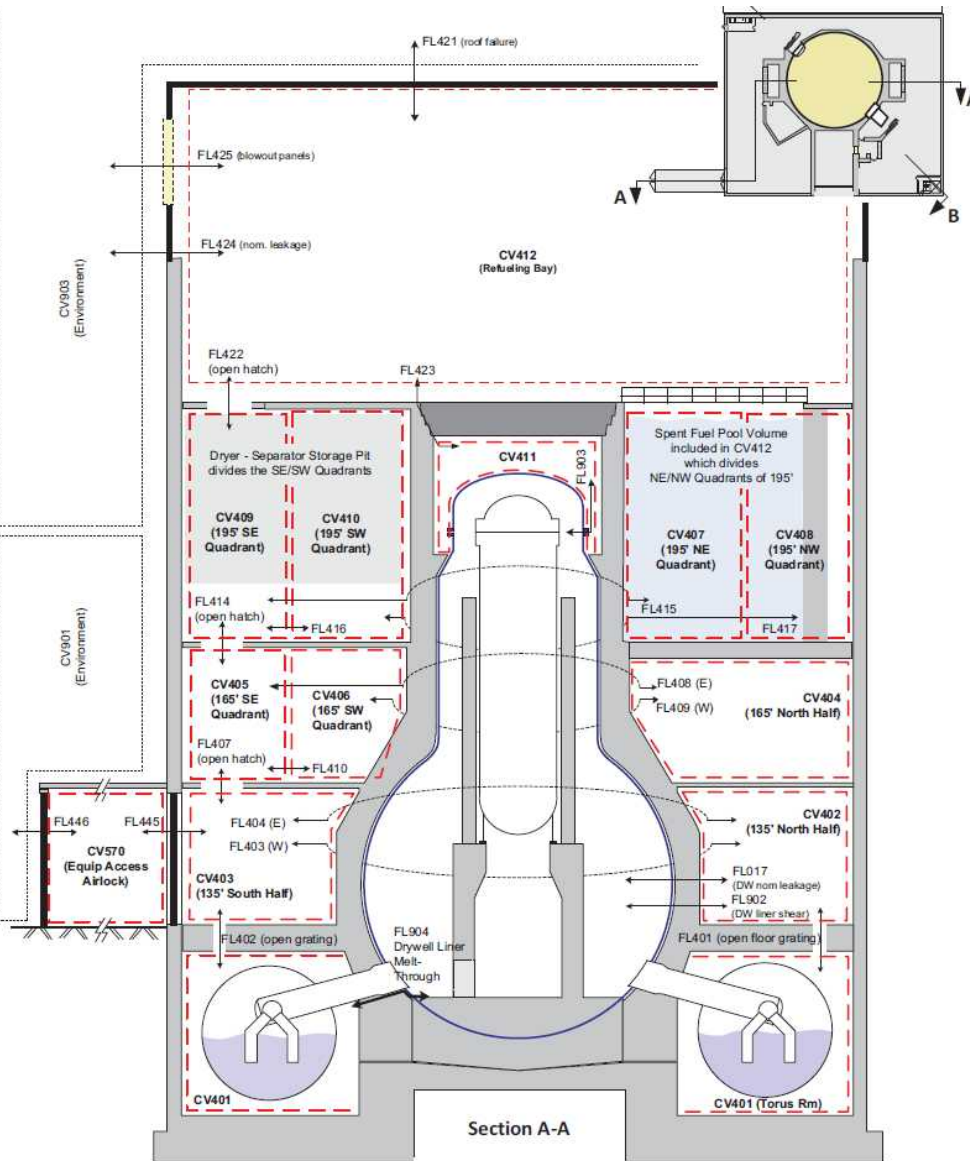 FL421 (roof failure)
A
FL425 (blowout panels)
A
B
FL424 (nom. leakage)
CV412
(Refueling Bay)
CV903
(Environment)
FL422
(open hatch)
FL423
Dryer - Separator Storage Pit
divides the SE/SW Quadrants
CV411
FL903
Spent Fuel Pool Volume
included in CV412
which divides
NE/NW Quadrants of 195'
CV409
(195' SE
Quadrant)
CV410
(195' SW
Quadrant)
CV407
(195' NE
Quadrant)
CV408
(195' NW
Quadrant)
FL414
(open hatch)
FL416
FL415
FL417
CV901
(Environment)
CV405
(165' SE
Quadrant)
CV406
(165' SW
Quadrant)
FL408 (E)
FL409 (W)
CV404
(165' North Half)
FL407
(open hatch)
FL410
FL446
FL445
CV570
(Equip Access
Airlock)
FL404 (E)
FL403 (W)
CV403
(135' South Half)
CV402
(135' North Half)
FL017
(DW nom leakage)
FL902
(DW liner shear)
FL402 (open grating)
FL904
Drywell Liner
Melt-
Through
FL401 (open floor grating)
CV401
CV401 (Torus Rm)
Section A-A